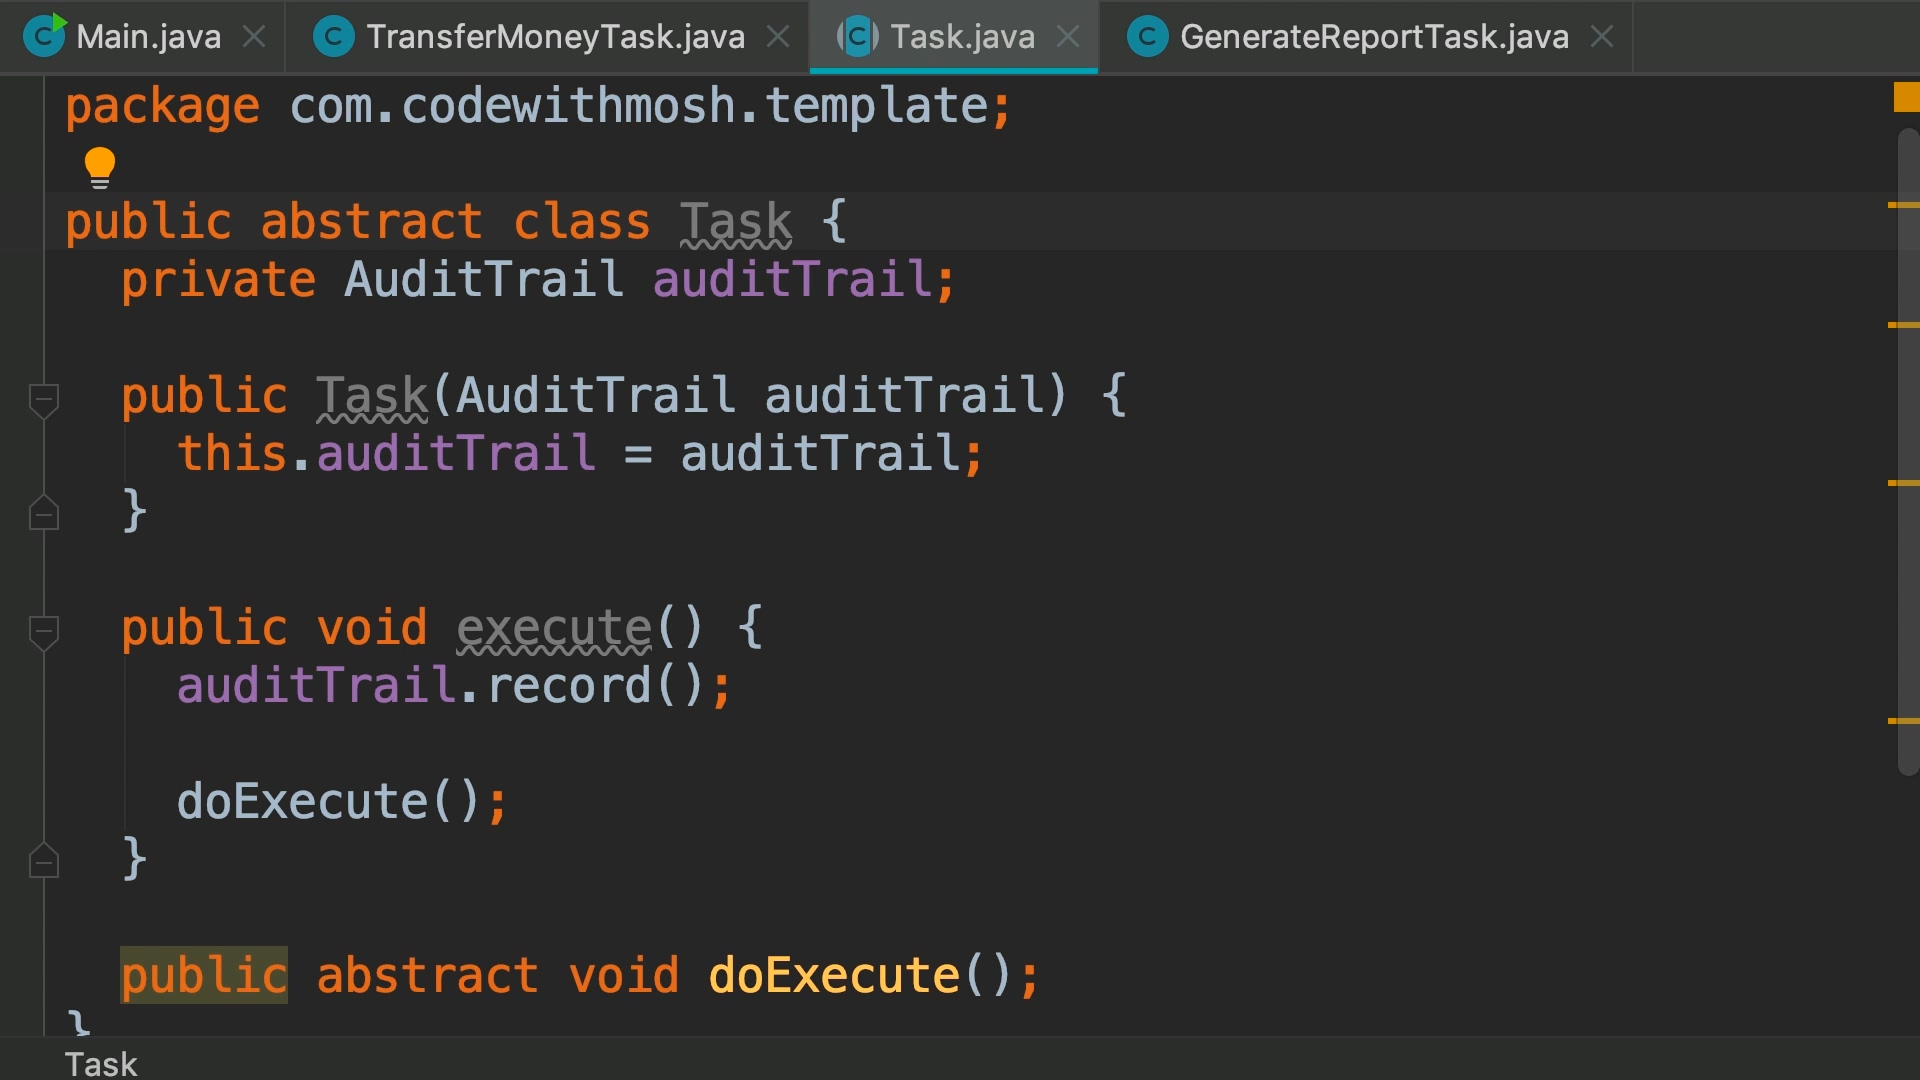 Main.java TransferMoneyTask.java Task.java GenerateReportTask.java
package com.codewithmosh.template;
public abstract class Task {
private AuditTrail auditTrail;
public Task(AuditTrail auditTrail) {
this.auditTrail = auditTrail;
}
public void execute() {
auditTrail.record();
doExecute();
}
public abstract void doExecute();
}
Task